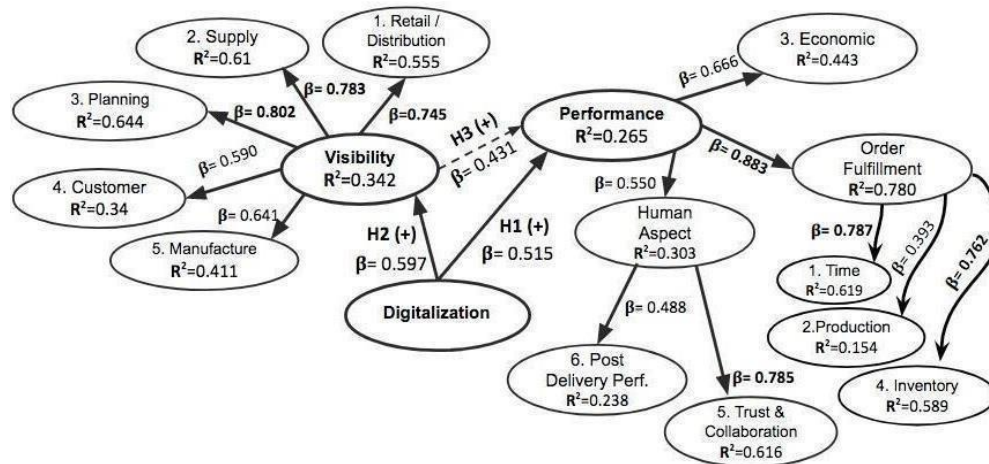 1. Retail /
Distribution
R²=0.555
2. Supply
R²=0.61
3. Planning
R²=0.644
4. Customer
R²=0.34
5. Manufacture
R²=0.411
β= 0.783
β=0.745
β= 0.802
β= 0.590
β= 0.641
Visibility
R²=0.342
H3 (+)
β= 0.431
H2 (+)
β= 0.597
H1 (+)
β= 0.515
Digitalization
Performance
R²=0.265
β= 0.666
3. Economic
R²=0.443
β= 0.883
Order
Fulfillment
R²=0.780
β= 0.550
Human
Aspect
R²=0.303
β= 0.488
6. Post
Delivery Perf.
R²=0.238
β= 0.785
5. Trust &
Collaboration
R²=0.616
β= 0.787
β= 0.393
β= 0.762
1. Time
R²=0.619
2.Production
R²=0.154
4. Inventory
R²=0.589